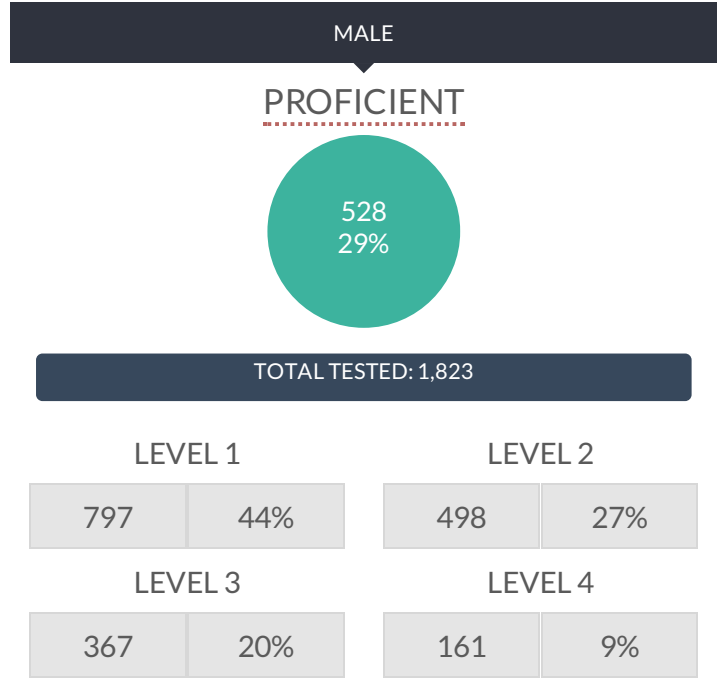 MALE
PROFICIENT
528
29%
TOTAL TESTED: 1,823
LEVEL 1
797 44%
LEVEL 2
498 27%
LEVEL 3
367 20%
LEVEL 4
161 9%